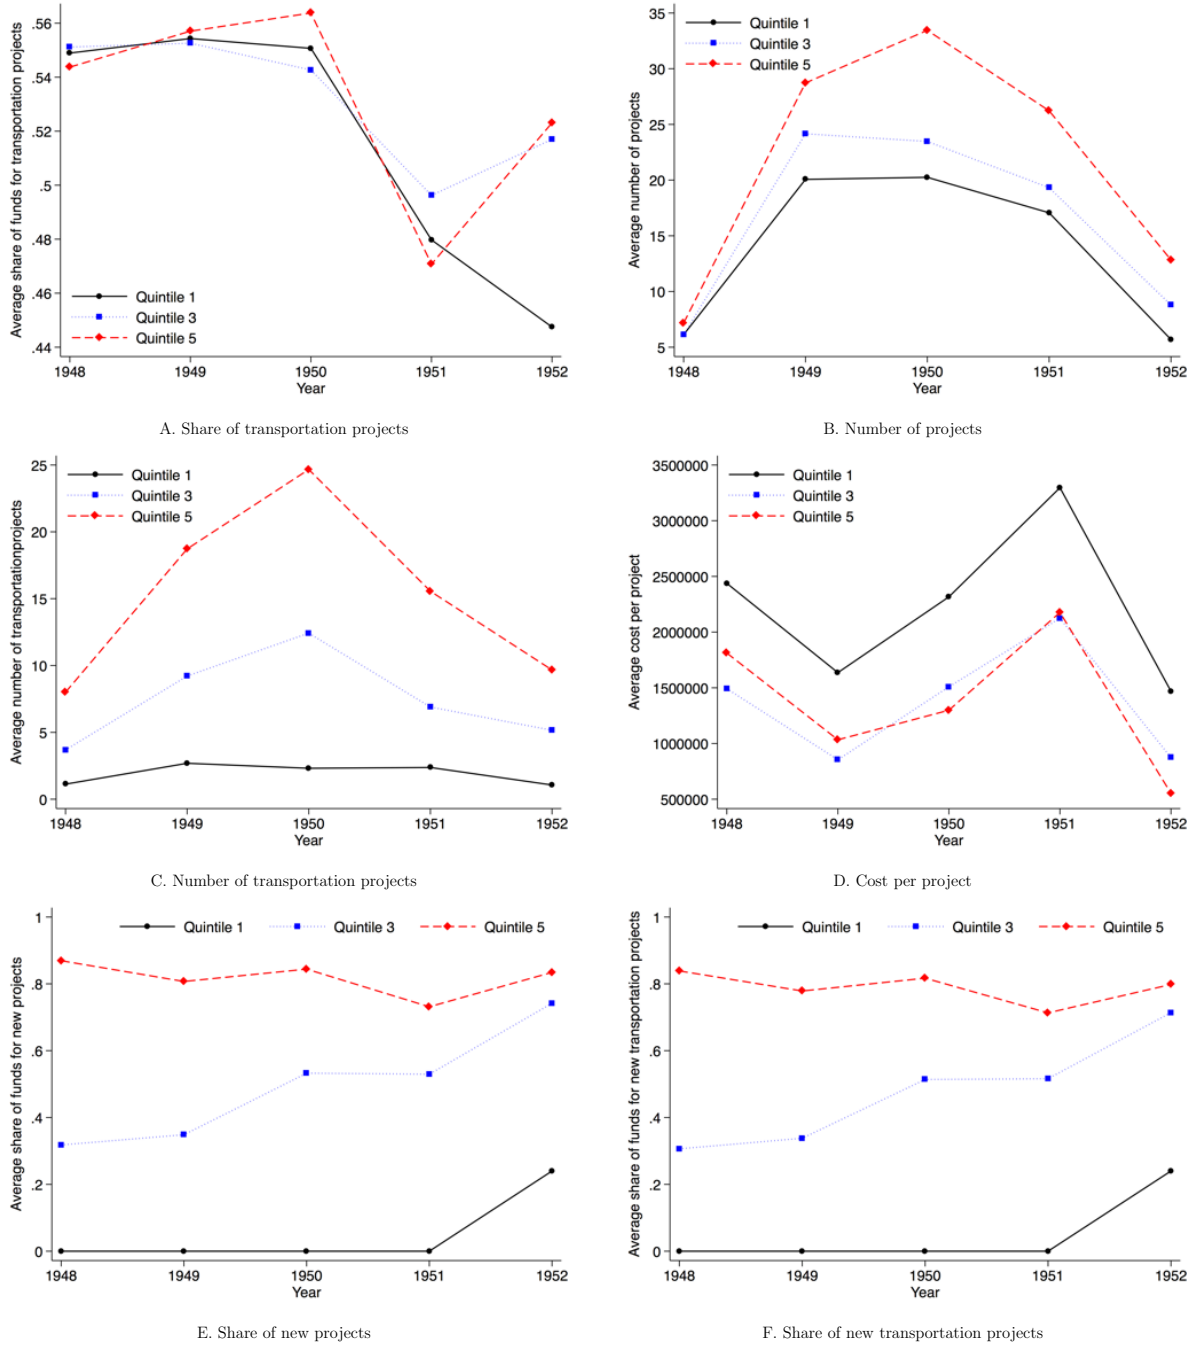 Average share of funds for transportation projects
.56
.54
.52
.5
.48
.46
.44
Quintile 1
Quintile 3
Quintile 5
1948 1949 1950 1951 1952
Year
A. Share of transportation projects
Average number of projects
35
30
25
20
15
10
5
Quintile 1
Quintile 3
Quintile 5
1948 1949 1950 1951 1952
Year
B. Number of projects
Average number of transportationprojects
25
20
15
10
5
0
Quintile 1
Quintile 3
Quintile 5
1948 1949 1950 1951 1952
Year
C. Number of transportation projects
Average cost per project
3500000
3000000
2500000
2000000
1500000
1000000
500000
Quintile 1
Quintile 3
Quintile 5
1948 1949 1950 1951 1952
Year
D. Cost per project
Average share of funds for new projects
1
.8
.6
.4
.2
0
Quintile 1 Quintile 3 Quintile 5
1948 1949 1950 1951 1952
Year
E. Share of new projects
Average share of funds for new transportation projects
1
.8
.6
.4
.2
0
Quintile 1 Quintile 3 Quintile 5
1948 1949 1950 1951 1952
Year
F. Share of new transportation projects